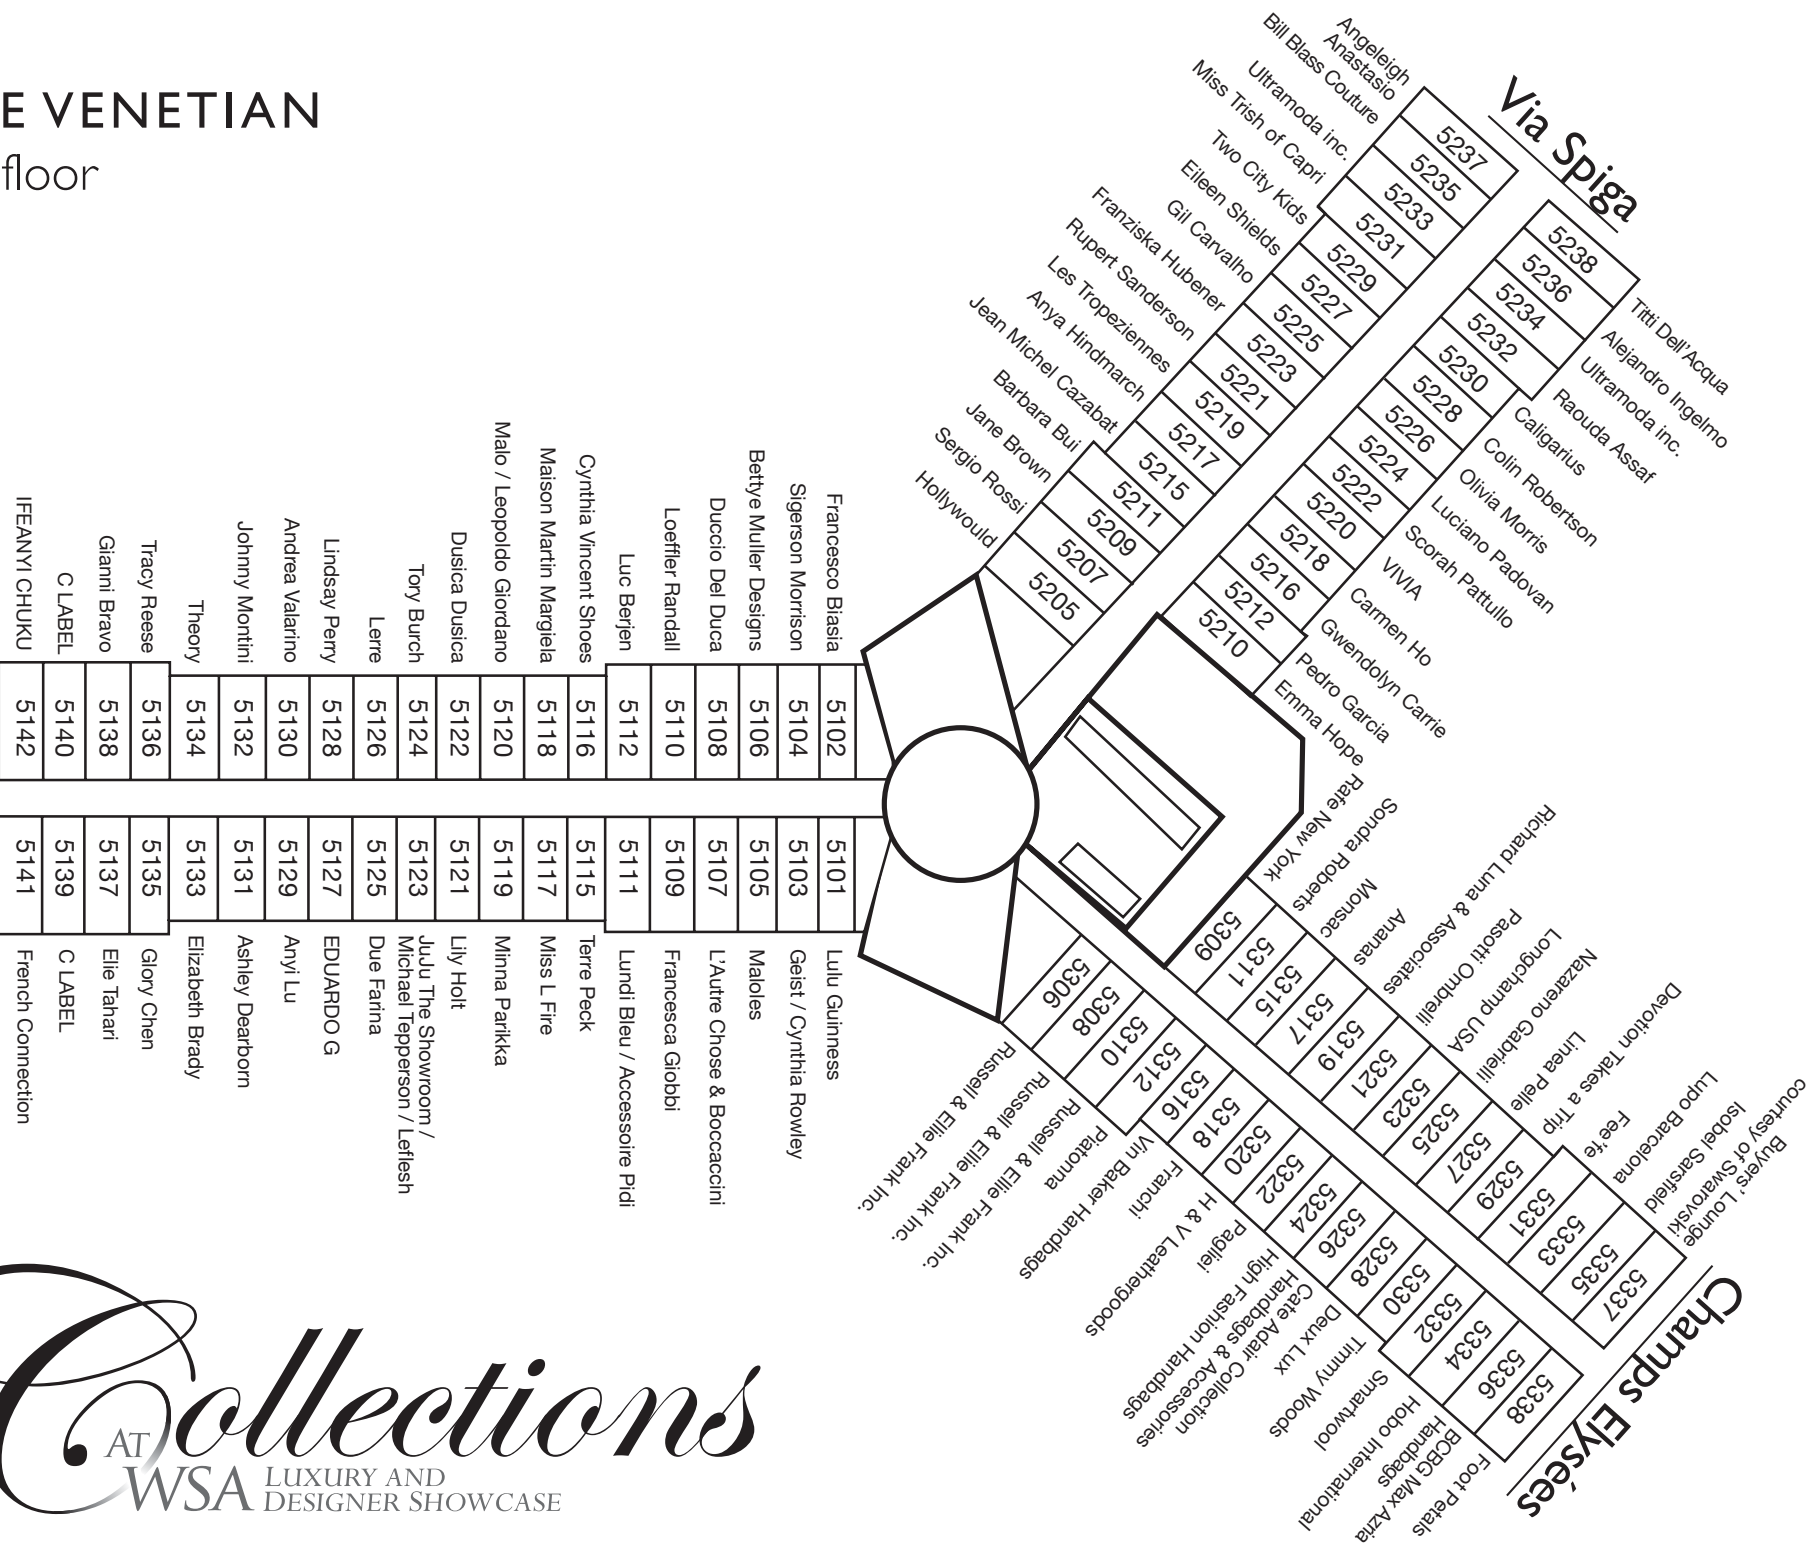 E VENETIAN
floor
Via Spiga
Angeleigh
Anastasio
Bill Blass Couture
Ultramoda inc.
Miss Trish of Capri
Two City Kids
Eileen Shields
Gil Carvalho
Franziska Hubener
Rupert Sanderson
Les Tropeziennes
Anya Hindmarch
Jean Michel Cazabat
Barbara Bui
Jane Brown
Sergio Rossi
Hollywould
5237
5235
5233
5231
5229
5227
5225
5223
5221
5219
5217
5215
5211
5209
5207
5205
5238
5236
5234
5232
5230
5228
5226
5224
5222
5220
5218
5216
5212
5210
Titti Dell'Acqua
Alejandro Ingelmo
Ultramoda inc.
Raouda Assaf
Caligarius
Colin Robertson
Olivia Morris
Luciano Padovan
Scorah Pattullo
VIVIA
Carmen Ho
Gwendolyn Carrie
Pedro Garcia
Emma Hope
IFEANYI CHUKU
C LABEL
Gianni Bravo
Tracy Reese
Theory
Johnny Montini
Andrea Valarino
Lindsay Perry
Lerre
Tory Burch
Dusica Dusica
Malo / Leopoldo Giordano
Maison Martin Margiela
Cynthia Vincent Shoes
Luc Berjen
Loeffler Randall
Duccio Del Duca
Bettye Muller Designs
Sigerson Morrison
Francesco Biasia
5142
5140
5138
5136
5134
5132
5130
5128
5126
5124
5122
5120
5118
5116
5112
5110
5108
5106
5104
5102
5141
5139
5137
5135
5133
5131
5129
5127
5125
5123
5121
5119
5117
5115
5111
5109
5107
5105
5103
5101
French Connection
C LABEL
Elie Tahari
Glory Chen
Elizabeth Brady
Ashley Dearborn
Anyi Lu
EDUARDO G
Due Farina
JuJu The Showroom /
Michael Tepperson / Leflesh
Lily Holt
Minna Parikka
Miss L Fire
Terre Peck
Lundi Bleu / Accessoire Pidi
Francesca Giobbi
L'Autre Chose & Boccaccini
Maloles
Geist / Cynthia Rowley
Lulu Guinness
Rafe New York
Sondra Roberts
Monsac
Ananas
Richard Luna & Associates
Pasotti Ombrelli
Longchamp USA
Nazareno Gabrielli
Linea Pelle
Devotion Takes a Trip
Fee'le
Lupo Barcelona
Isobel Sarsfield
Buyers' Lounge
courtesy of Swarovski
5309
5311
5315
5317
5319
5321
5323
5325
5327
5329
5331
5333
5335
5337
5306
5308
5310
5312
5316
5318
5320
5322
5324
5326
5328
5330
5332
5334
5336
5338
Russell & Ellie Frank Inc.
Russell & Ellie Frank Inc.
Russell & Ellie Frank Inc.
Piatonna
Vin Baker Handbags
Franchi
H & V Leathergoods
Pagliei
High Fashion Handbags
Handbags & Accessories
Cate Adair Collection
Deux Lux
Timmy Woods
Smartwool
Hobo International
Handbags
BCBG Max Azria
Foot Petals
Champs Elysées
Collections
AT WSA LUXURY AND
DESIGNER SHOWCASE